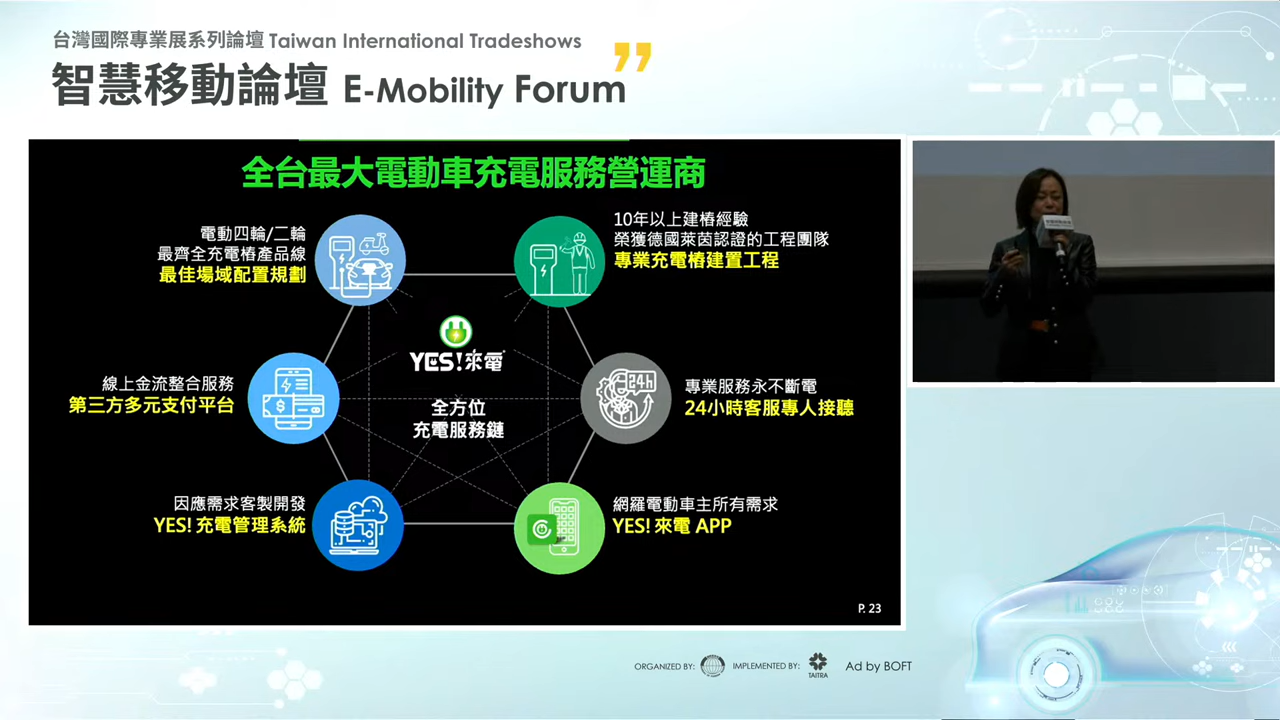 台灣國際專業展系列論壇 Taiwan International Tradeshows
智慧移動論壇 E-Mobility Forum
全台最大電動車充電服務營運商
電動四輪/二輪
最齊全充電樁產品線
最佳場域配置規劃
10年以上建樁經驗
榮獲德國萊茵認證的工程團隊
專業充電樁建置工程
YES!來電
全方位
充電服務鏈
線上金流整合服務
第三方多元支付平台
24h
專業服務永不斷電
24小時客服專人接聽
因應需求客製開發
YES! 充電管理系統
網羅電動車主所有需求
YES! 來電 APP
P. 23
ORGANIZED BY:
IMPLEMENTED BY:
TAITRA
Ad by BOFT